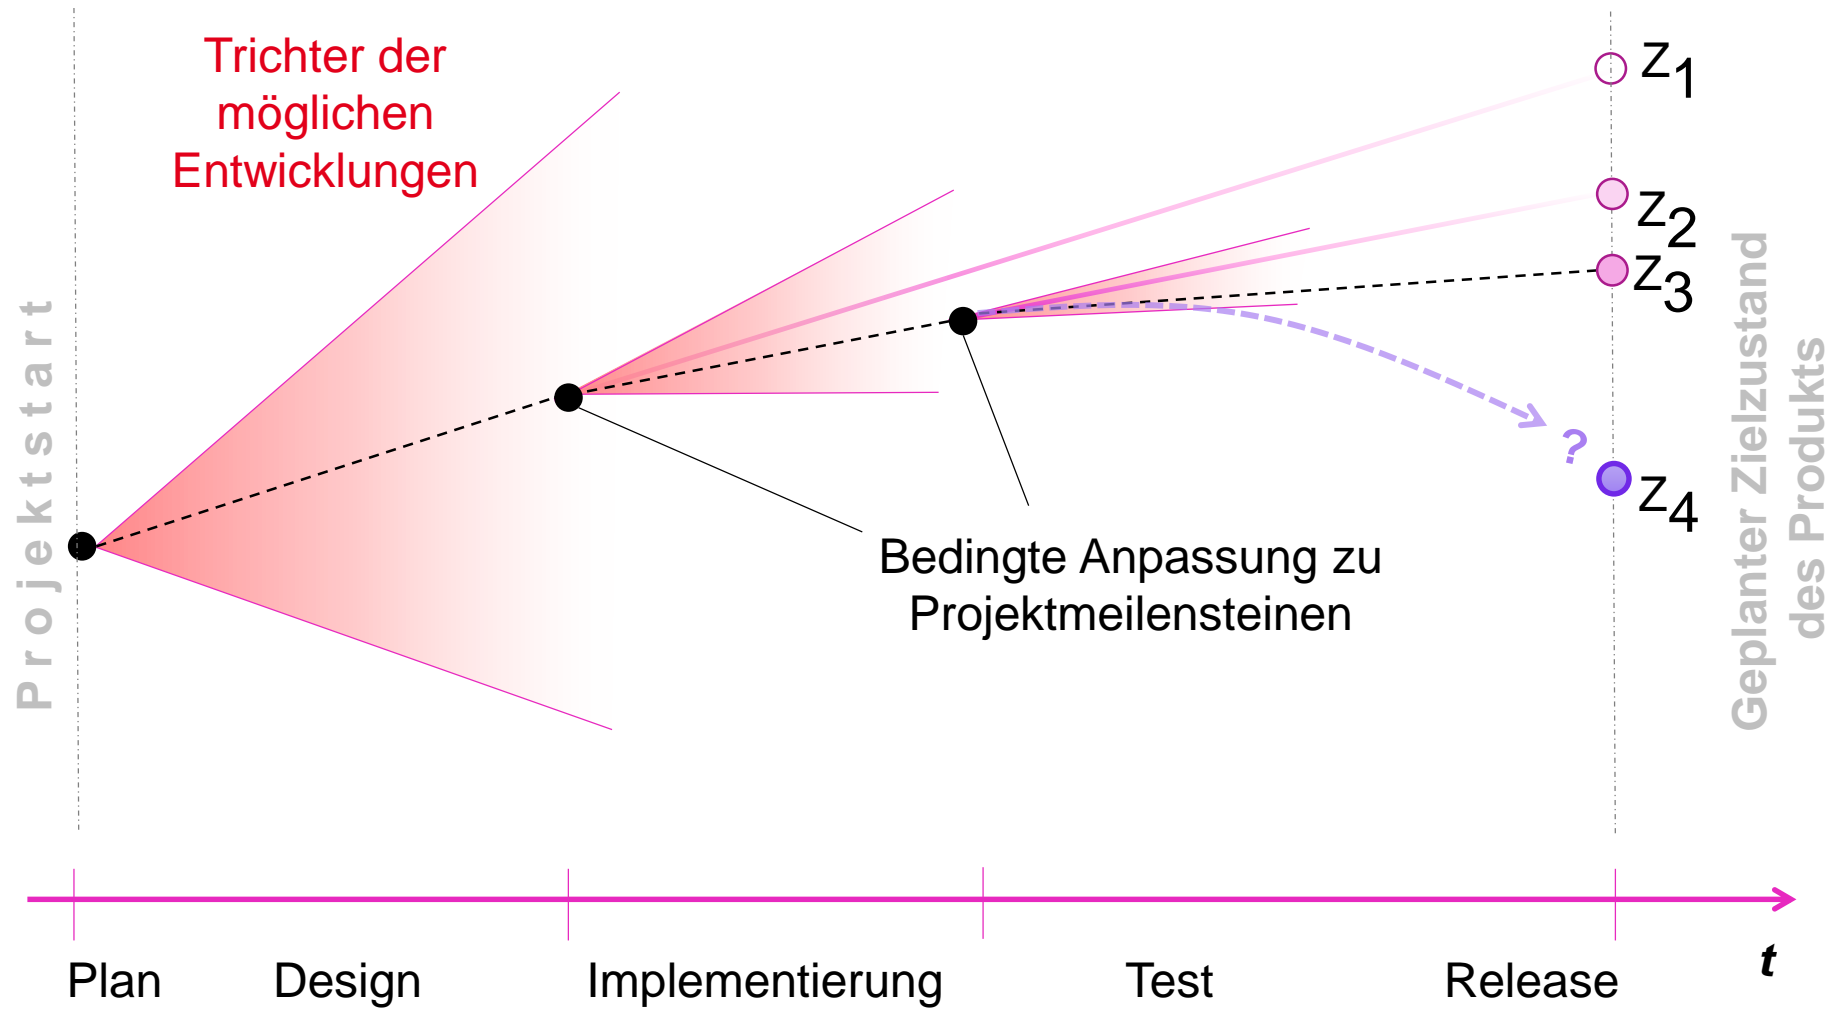 Trichter der
möglichen
Entwicklungen
Projektstart
Z1
Z2
Z3
?
Z4
Geplanter Zielzustand
des Produkts
Bedingte Anpassung zu
Projektmeilensteinen
t
Plan Design Implementierung Test Release